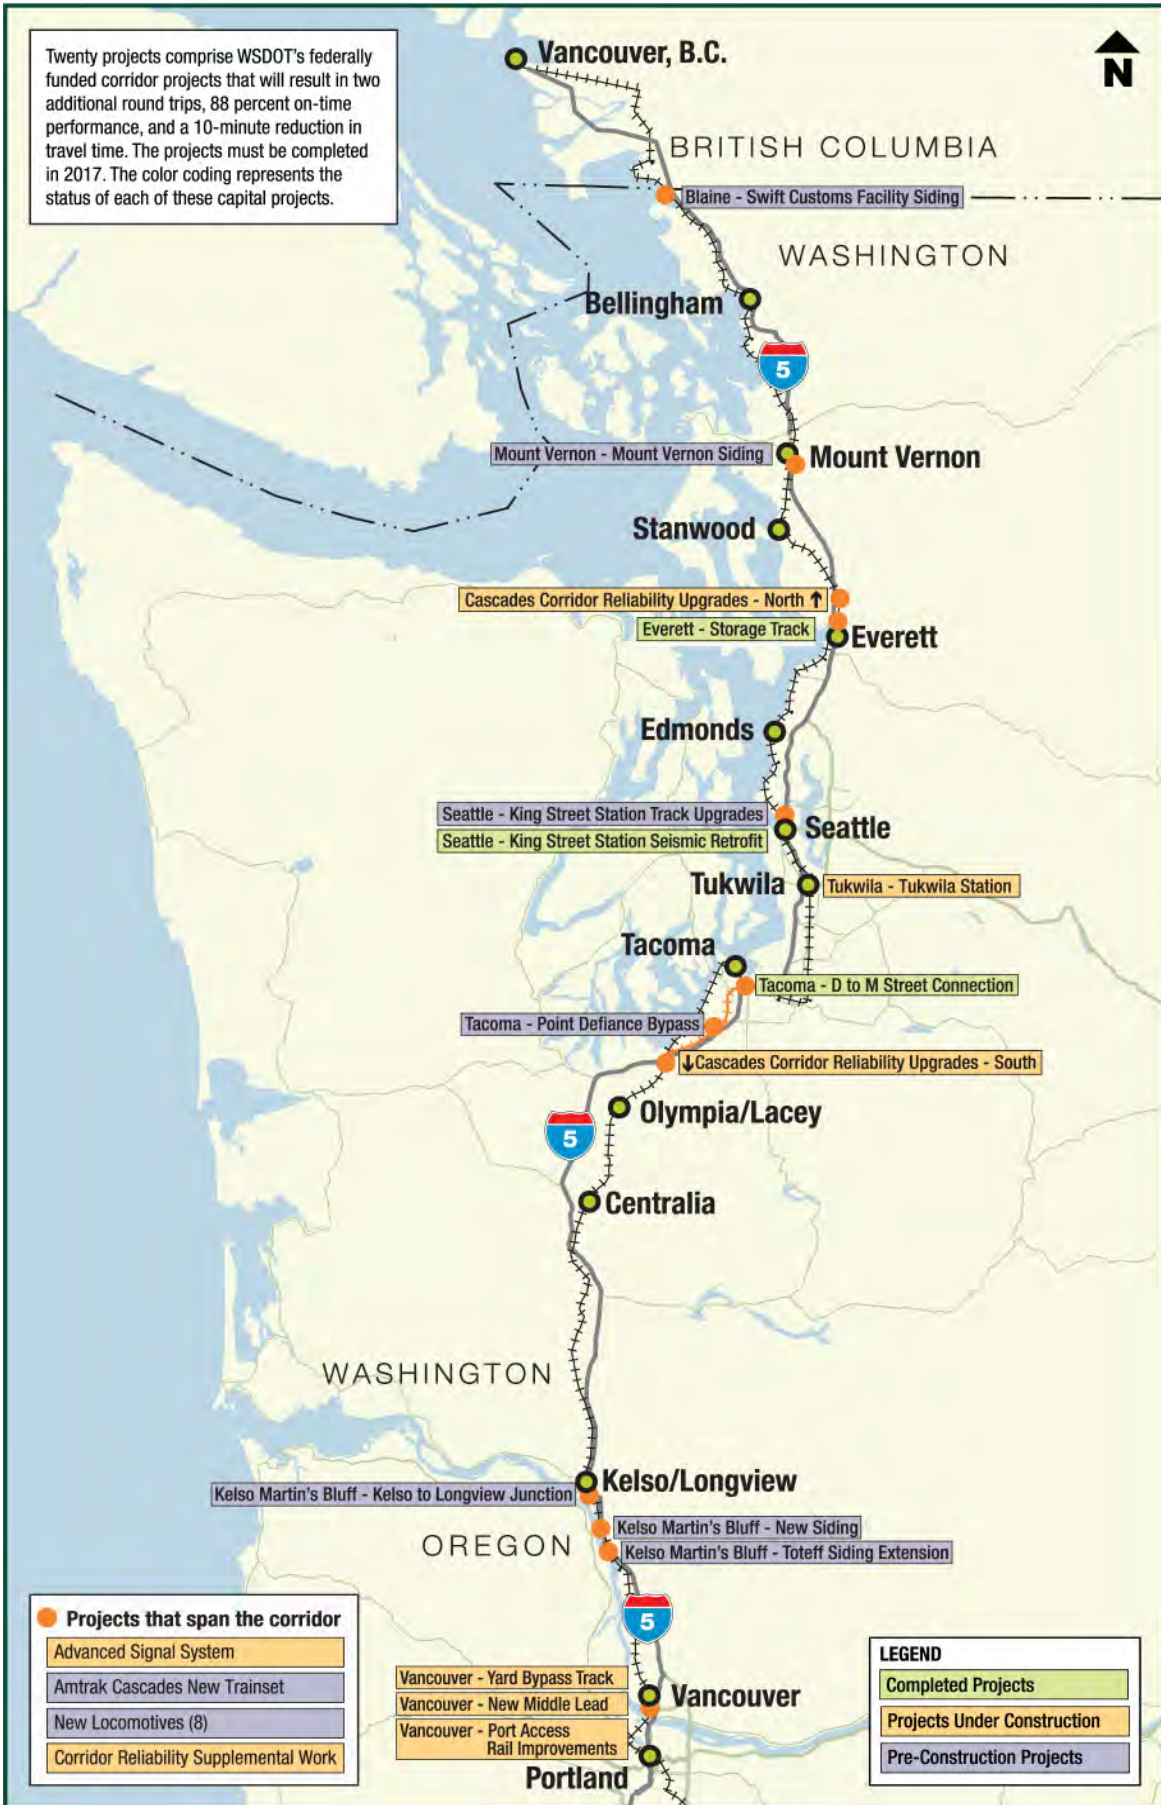 Twenty projects comprise WSDOT's federally
funded corridor projects that will result in two
additional round trips, 88 percent on-time
performance, and a 10-minute reduction in
travel time. The projects must be completed
in 2017. The color coding represents the
status of each of these capital projects.
Vancouver, B.C.
N
BRITISH COLUMBIA
Blaine - Swift Customs Facility Siding
WASHINGTON
Bellingham
5
Mount Vernon - Mount Vernon Siding
Mount Vernon
Stanwood
Cascades Corridor Reliability Upgrades - North ↑
Everett - Storage Track
Everett
Edmonds
Seattle - King Street Station Track Upgrades
Seattle
Seattle - King Street Station Seismic Retrofit
Tukwila
Tukwila - Tukwila Station
Tacoma
Tacoma - D to M Street Connection
Tacoma - Point Defiance Bypass
↓Cascades Corridor Reliability Upgrades - South
Olympia/Lacey
5
Centralia
WASHINGTON
Kelso/Longview
Kelso Martin's Bluff - Kelso to Longview Junction
Kelso Martin's Bluff - New Siding
OREGON
Kelso Martin's Bluff - Toteff Siding Extension
5
Projects that span the corridor
Advanced Signal System
Amtrak Cascades New Trainset
New Locomotives (8)
Corridor Reliability Supplemental Work
Vancouver - Yard Bypass Track
Vancouver - New Middle Lead
Vancouver - Port Access
Rail Improvements
Vancouver
Portland
LEGEND
Completed Projects
Projects Under Construction
Pre-Construction Projects